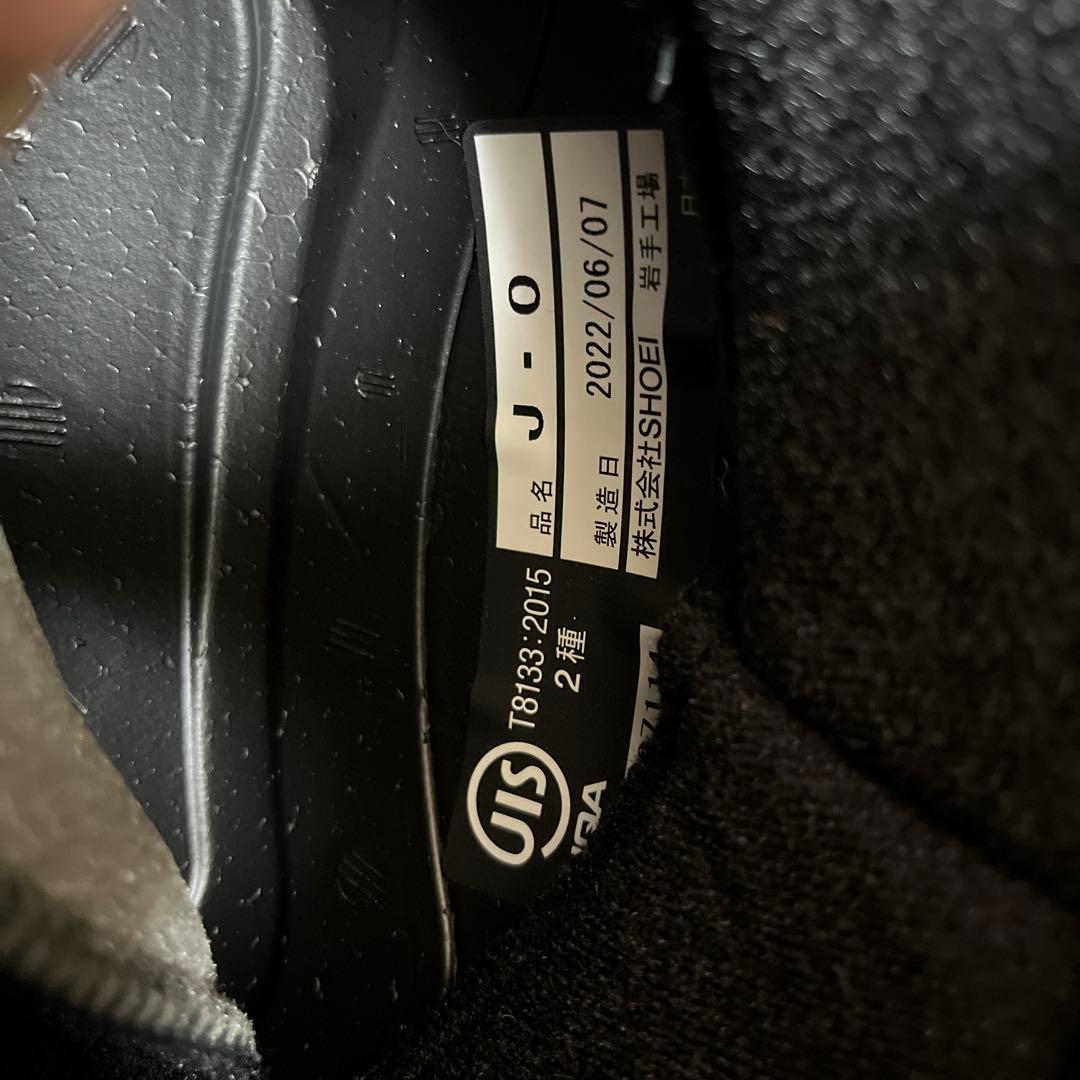 品名 J-O
製造日 2022/06/07
株式会社SHOEI 岩手工場
T8133:2015
2種
JIS